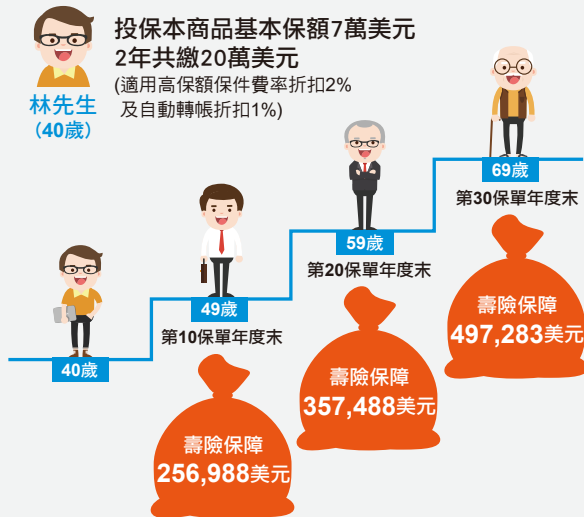 投保本商品基本保額7萬美元
2年共繳20萬美元
(適用高保額保件費率折扣2%
及自動轉帳折扣1%)
林先生
(40歲)
40歲
49歲
第10保單年度末
壽險保障
256,988美元
59歲
第20保單年度末
壽險保障
357,488美元
69歲
第30保單年度末
壽險保障
497,283美元